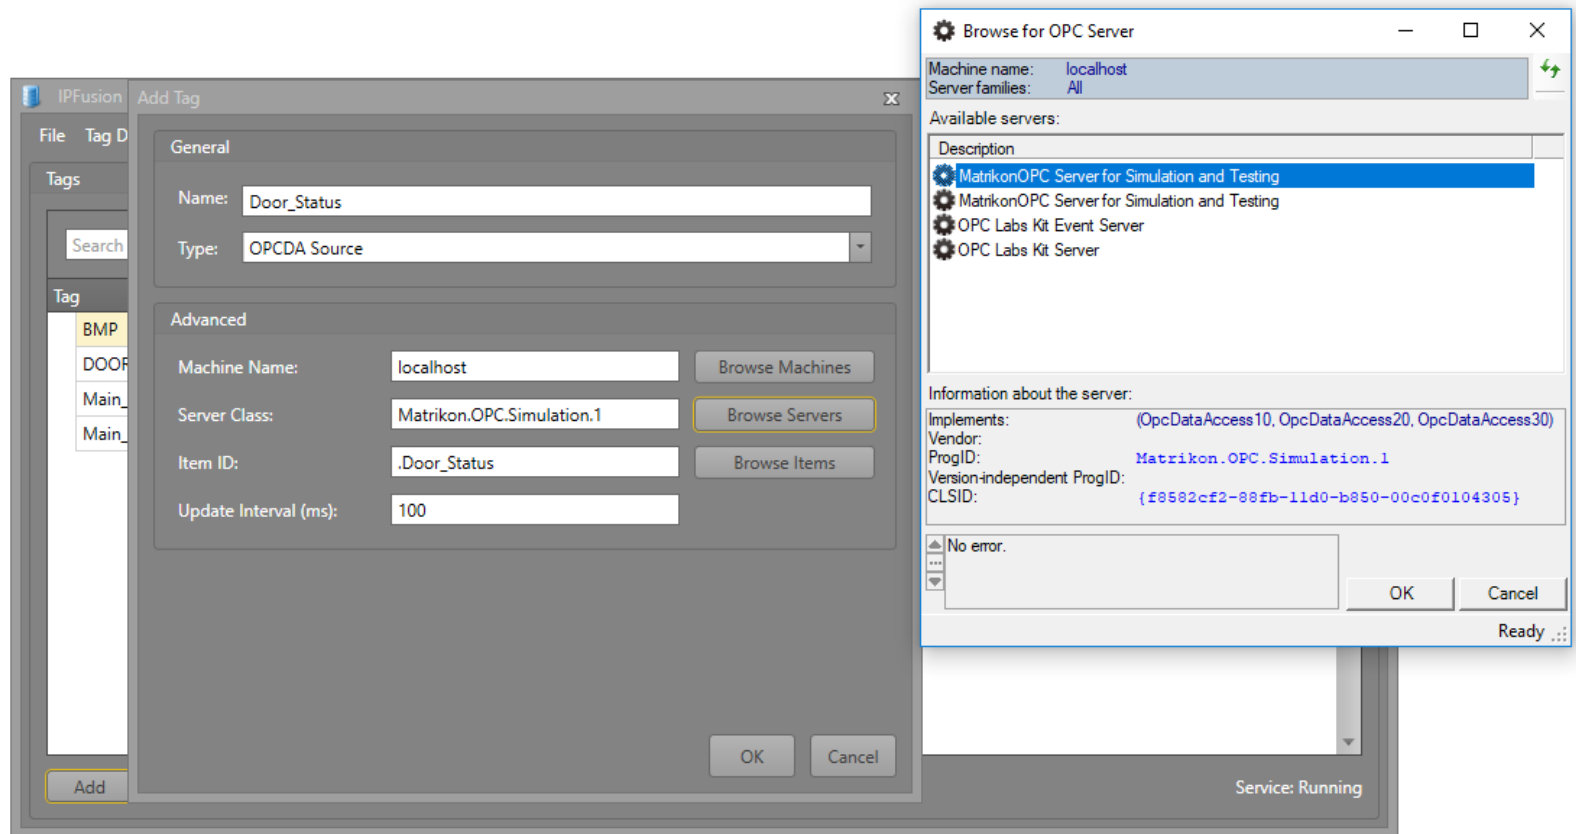 IPFusion
File Tag D
Tags
Search
Tag
BMP
DOOR
Main_
Main_
Add
Service: Running
Add Tag
General
Name: Door_Status
Type: OPCDA Source
Advanced
Machine Name: localhost Browse Machines
Server Class: Matrikon.OPC.Simulation.1 Browse Servers
Item ID: .Door_Status Browse Items
Update Interval (ms): 100
OK Cancel
Browse for OPC Server
Machine name: localhost
Server families: All
Available servers:
Description
MatrikonOPC Server for Simulation and Testing
MatrikonOPC Server for Simulation and Testing
OPC Labs Kit Event Server
OPC Labs Kit Server
Information about the server:
Implements: (OpcDataAccess10, OpcDataAccess20, OpcDataAccess30)
Vendor:
ProgID: Matrikon.OPC.Simulation.1
Version-independent ProgID:
CLSID: {f8582cf2-88fb-11d0-b850-00c0f0104305}
No error.
OK Cancel
Ready